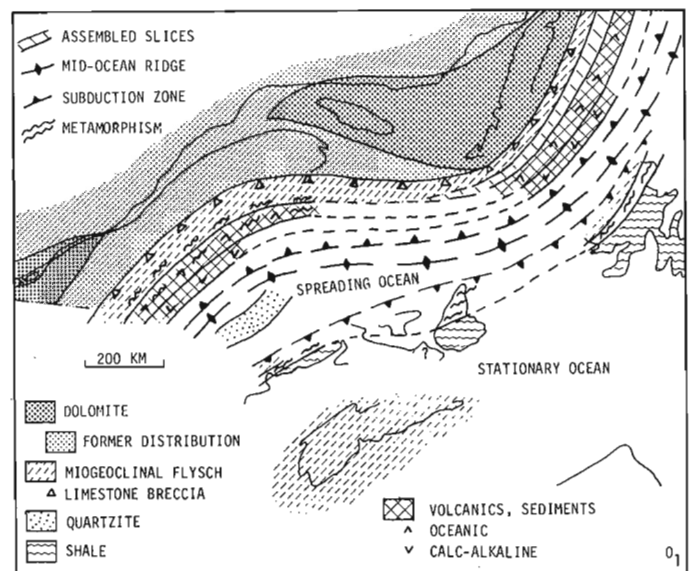 ASSEMBLED SLICES
MID-OCEAN RIDGE
SUBDUCTION ZONE
METAMORPHISM
SPREADING OCEAN
200 KM
?
STATIONARY OCEAN
DOLOMITE
FORMER DISTRIBUTION
MIOGEOCLINAL FLYSCH
LIMESTONE BRECCIA
QUARTZITE
SHALE
VOLCANICS, SEDIMENTS
OCEANIC
CALC-ALKALINE
O1